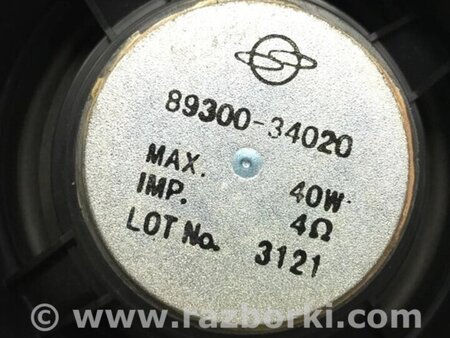 89300-34020
MAX. 40W
IMP. 4Ω
LOT No. 3121
© www.razborki.com